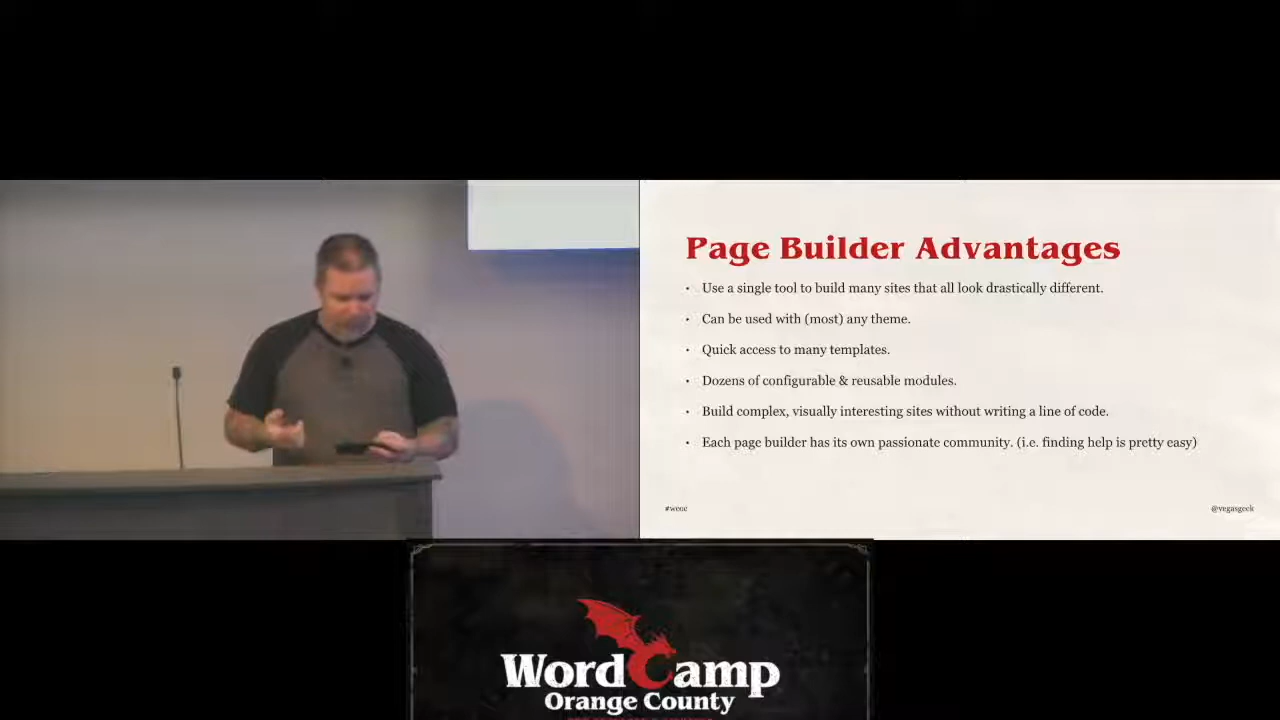 Page Builder Advantages
• Use a single tool to build many sites that all look drastically different.
• Can be used with (most) any theme.
• Quick access to many templates.
• Dozens of configurable & reusable modules.
• Build complex, visually interesting sites without writing a line of code.
• Each page builder has its own passionate community. (i.e. finding help is pretty easy)
#wcoc
@vegasgeek
WordCamp
Orange County